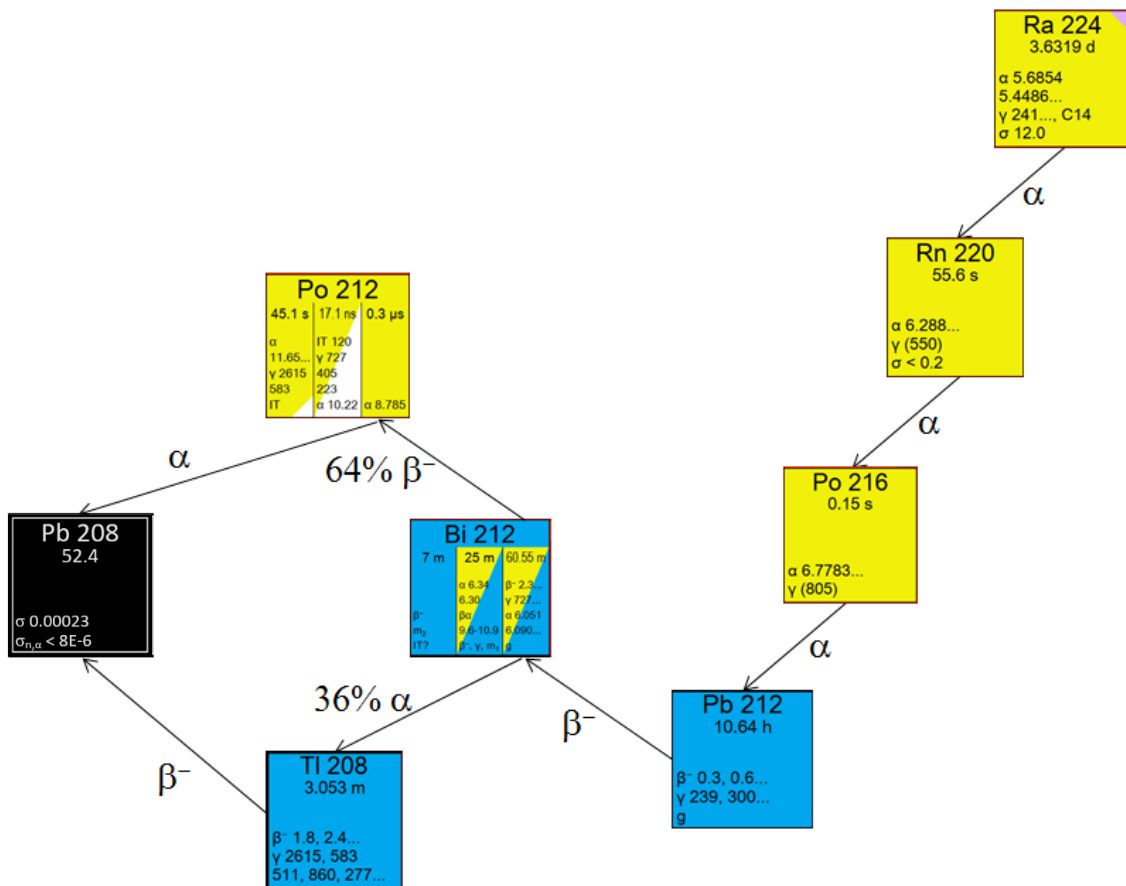 Ra 224
3.6319 d
α 5.6854
5.4486...
γ 241..., C14
σ 12.0
α
Rn 220
55.6 s
α 6.288...
γ (550)
σ < 0.2
α
Po 216
0.15 s
α 6.7783...
γ (805)
α
Pb 212
10.64 h
β⁻ 0.3, 0.6...
γ 239, 300...
g
β⁻
Bi 212
7 m
β⁻
m₂
IT?
25 m
α 6.34
6.30
βα
9.6-10.9
β⁻, γ, m₁
60.55 m
β⁻ 2.3...
γ 727...
α 6.051
6.090...
g
64% β⁻
36% α
Po 212
45.1 s
α
11.65...
γ 2615
583
IT
17.1 ns
IT 120
γ 727
405
223
α 10.22
0.3 µs
α 8.785
α
Tl 208
3.053 m
β⁻ 1.8, 2.4...
γ 2615, 583
511, 860, 277...
β⁻
Pb 208
52.4
σ 0.00023
σₙ,α < 8E-6